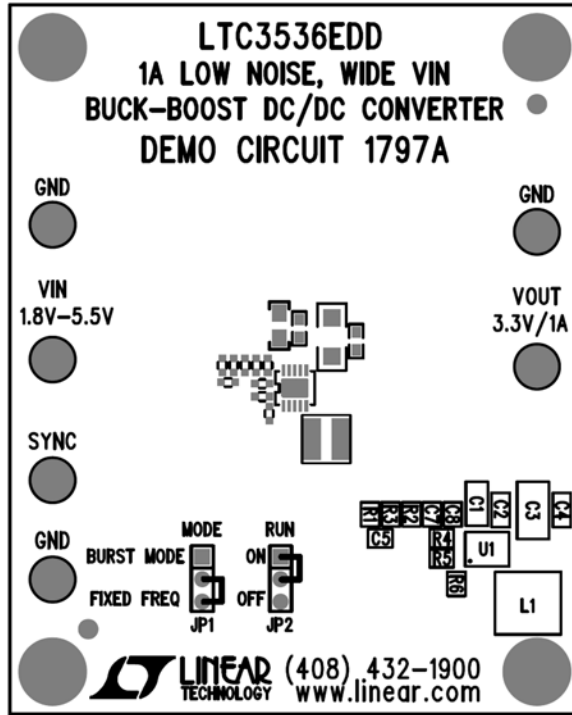 LTC3536EDD
1A LOW NOISE, WIDE VIN
BUCK-BOOST DC/DC CONVERTER
DEMO CIRCUIT 1797A
GND
GND
VIN
1.8V-5.5V
VOUT
3.3V/1A
SYNC
GND
MODE
RUN
BURST MODE
ON
FIXED FREQ
OFF
JP1
JP2
R1 R3 R2 C7 C8 C1 C2 C3 C4
C5 R4 U1
R5
R6 L1
LINEAR (408) 432-1900
TECHNOLOGY www.linear.com